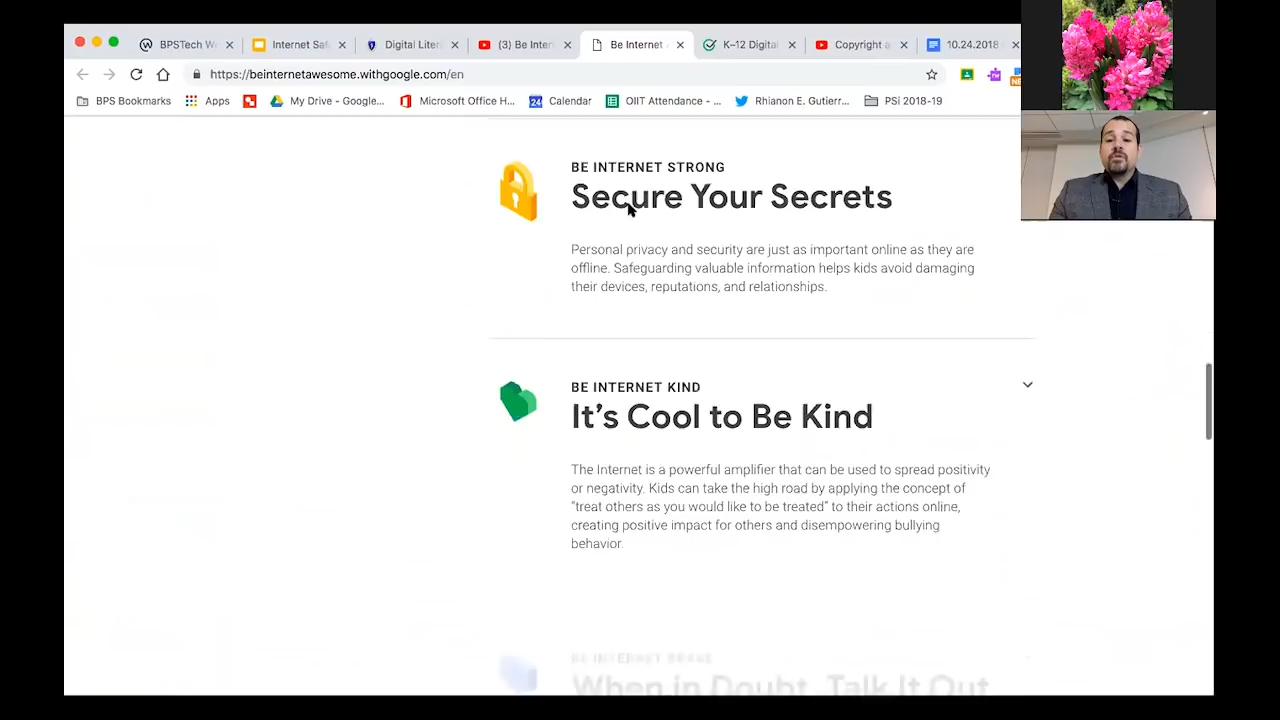 BPSTech W
Internet Saf
Digital Liter
(3) Be Inter
Be Internet
K–12 Digital
Copyright a
10.24.2018
https://beinternetawesome.withgoogle.com/en
BPS Bookmarks
Apps
My Drive - Google...
Microsoft Office H...
24
Calendar
OIIT Attendance - ...
Rhianon E. Gutierr...
PSi 2018-19
BE INTERNET STRONG
Secure Your Secrets
Personal privacy and security are just as important online as they are
offline. Safeguarding valuable information helps kids avoid damaging
their devices, reputations, and relationships.
BE INTERNET KIND
It's Cool to Be Kind
The Internet is a powerful amplifier that can be used to spread positivity
or negativity. Kids can take the high road by applying the concept of
“treat others as you would like to be treated” to their actions online,
creating positive impact for others and disempowering bullying
behavior.
BE INTERNET BRAVE
When in Doubt, Talk It Out